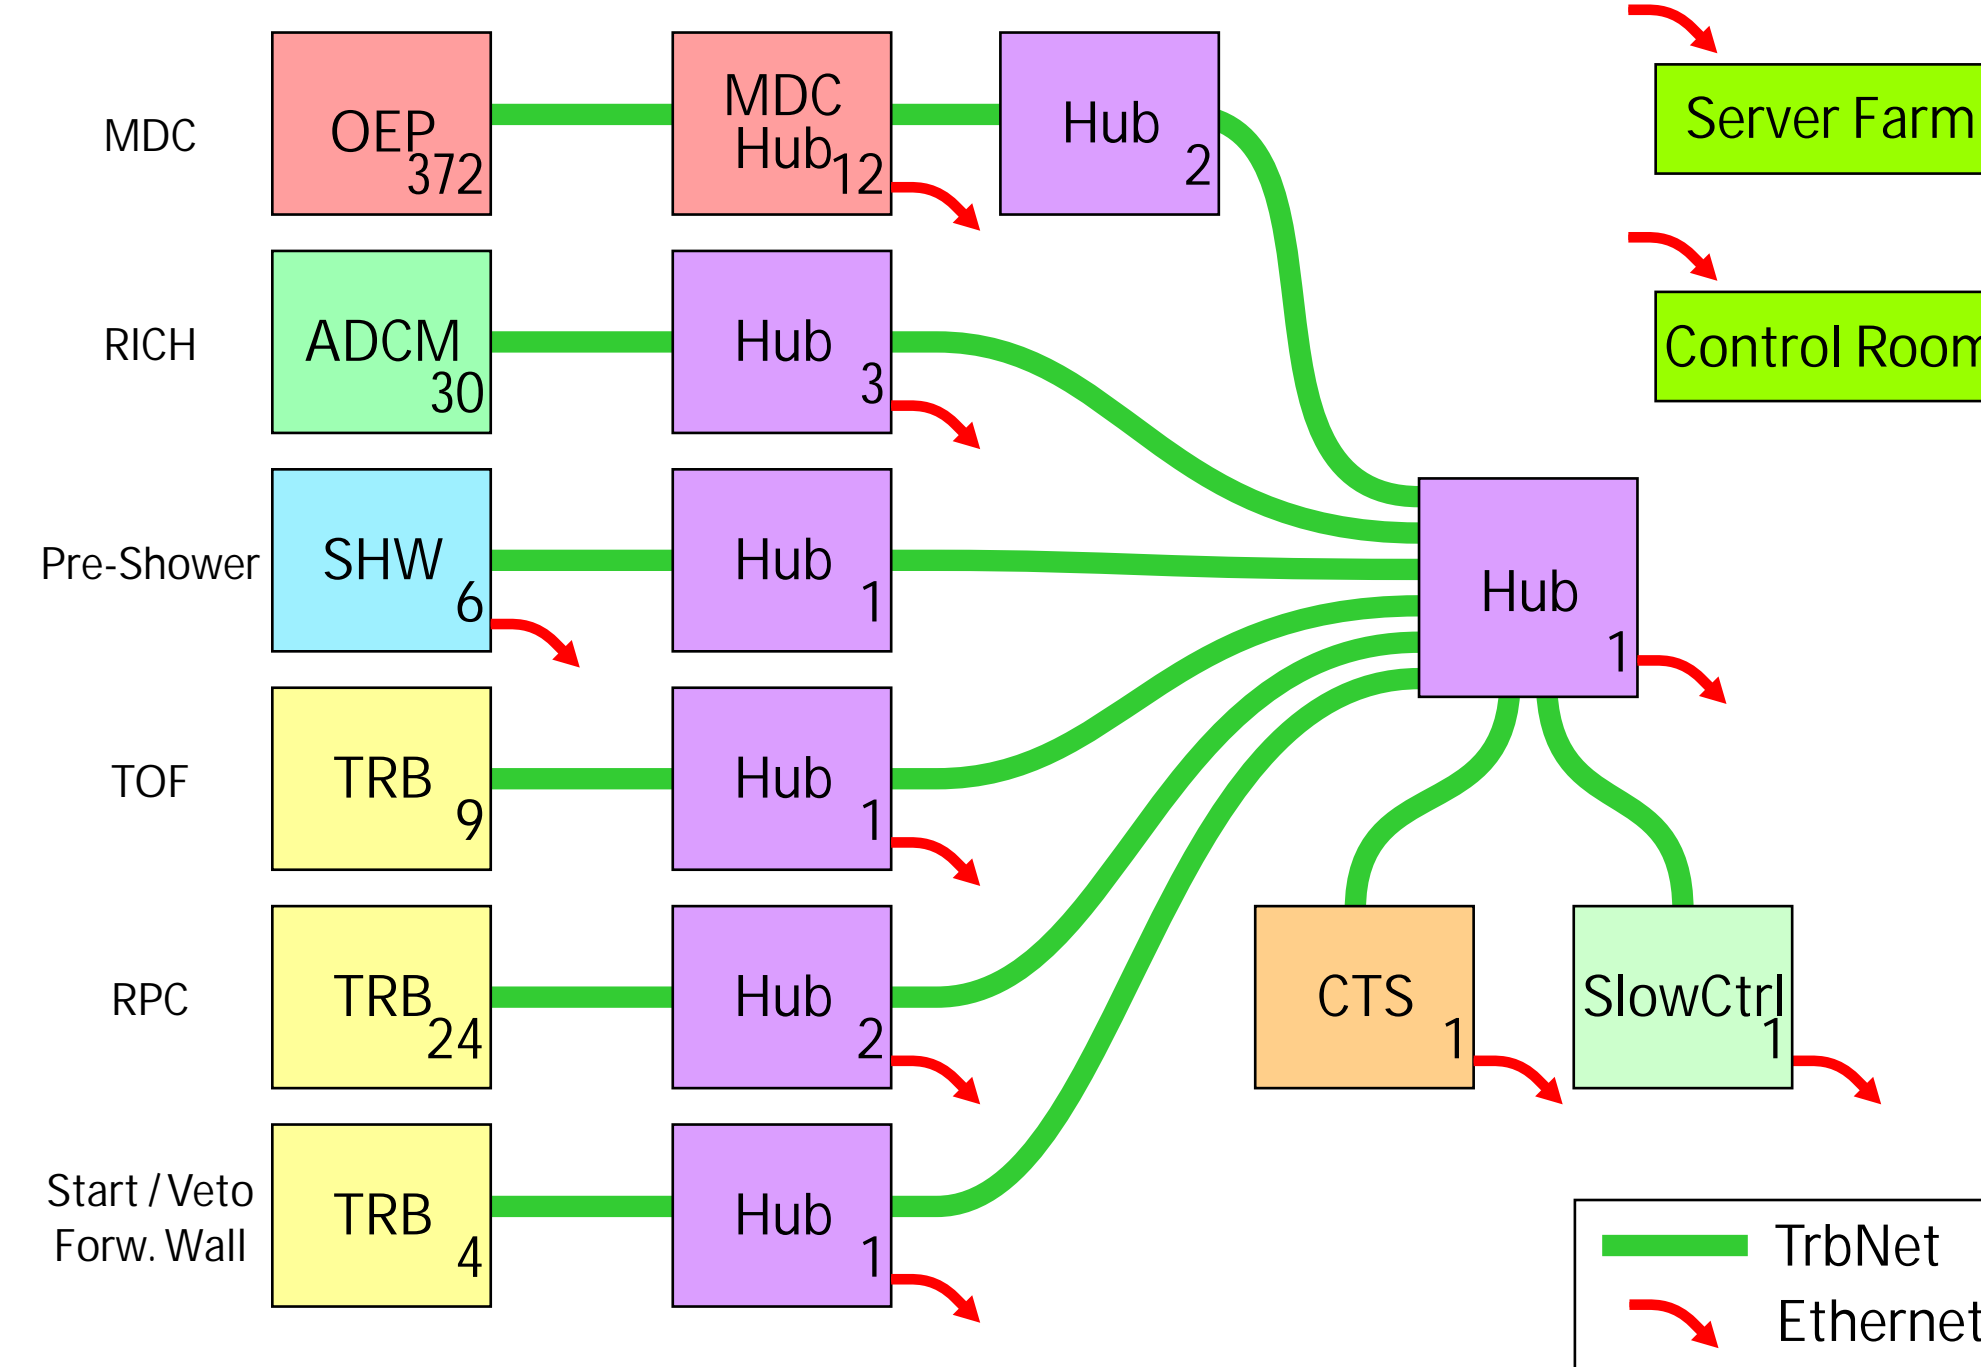 MDC
OEP
372
MDC
Hub
12
Hub
2
Server Farm
RICH
ADCM
30
Hub
3
Control Room
Pre-Shower
SHW
6
Hub
1
Hub
1
TOF
TRB
9
Hub
1
RPC
TRB
24
Hub
2
CTS
1
SlowCtrl
1
Start / Veto
Forw. Wall
TRB
4
Hub
1
TrbNet
Ethernet